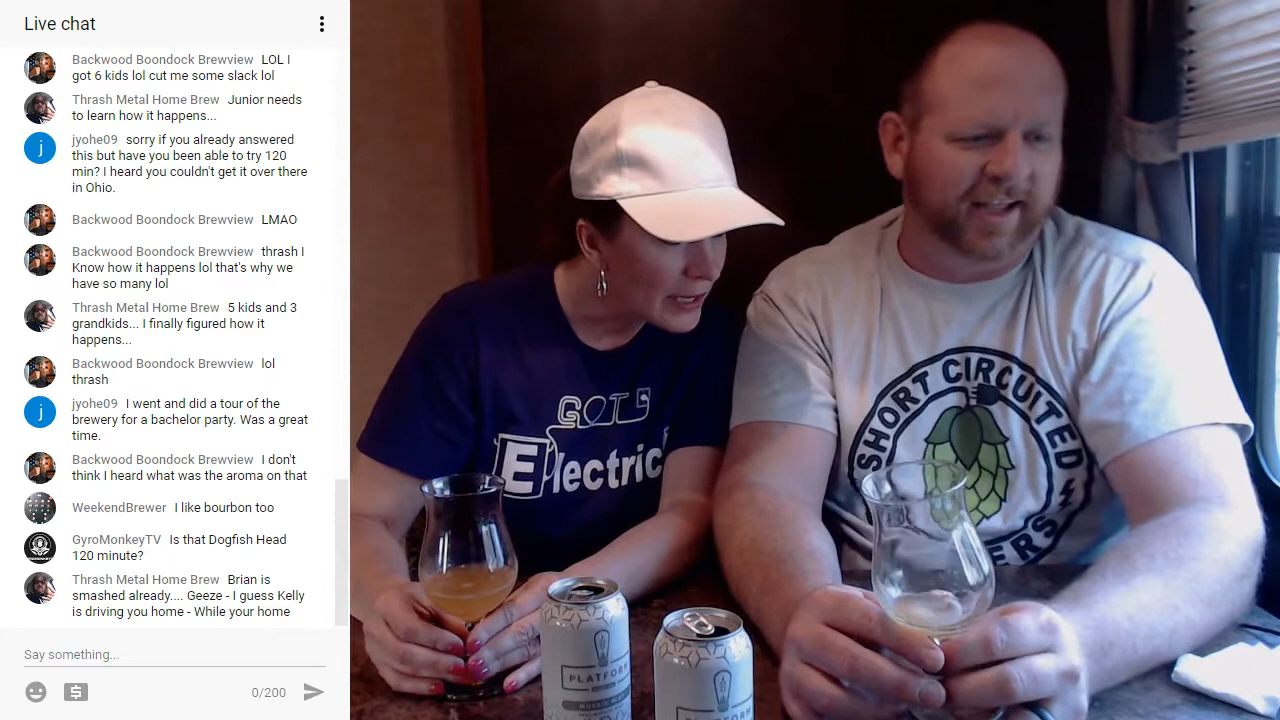 Live chat
Backwood Boondock Brewview LOL I
got 6 kids lol cut me some slack lol
Thrash Metal Home Brew Junior needs
to learn how it happens...
j
jyohe09 sorry if you already answered
this but have you been able to try 120
min? I heard you couldn't get it over there
in Ohio.
Backwood Boondock Brewview LMAO
Backwood Boondock Brewview thrash I
Know how it happens lol that's why we
have so many lol
Thrash Metal Home Brew 5 kids and 3
grandkids... I finally figured how it
happens...
Backwood Boondock Brewview lol
thrash
j
jyohe09 I went and did a tour of the
brewery for a bachelor party. Was a great
time.
Backwood Boondock Brewview I don't
think I heard what was the aroma on that
WeekendBrewer I like bourbon too
GyroMonkeyTV Is that Dogfish Head
120 minute?
Thrash Metal Home Brew Brian is
smashed already.... Geeze - I guess Kelly
is driving you home - While your home
Say something...
0/200
GOT
Electric
SHORT CIRCUITED
ERS
PLATFORM
PLATFORM